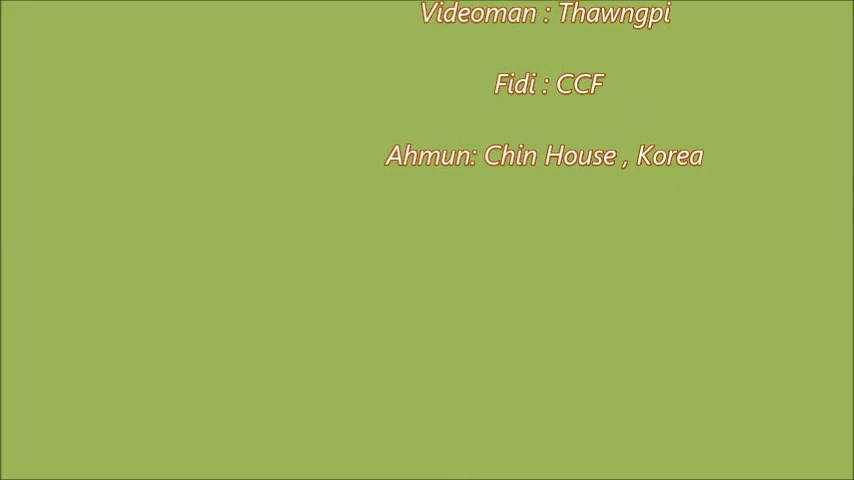 Videoman : Thawngpi
Fidi : CCF
Ahmun: Chin House , Korea